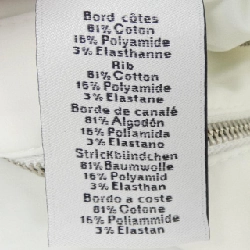 Bord côtes
81% Coton
16% Polyamide
3% Elasthanne
Rib
81% Cotton
16% Polyamide
3% Elastane
Borde de canalé
81% Algodón
16% Poliamida
3% Elastano
Strickbündchen
81% Baumwolle
16% Polyamid
3% Elasthan
Bordo a coste
81% Cotone
16% Poliammide
3% Elastan